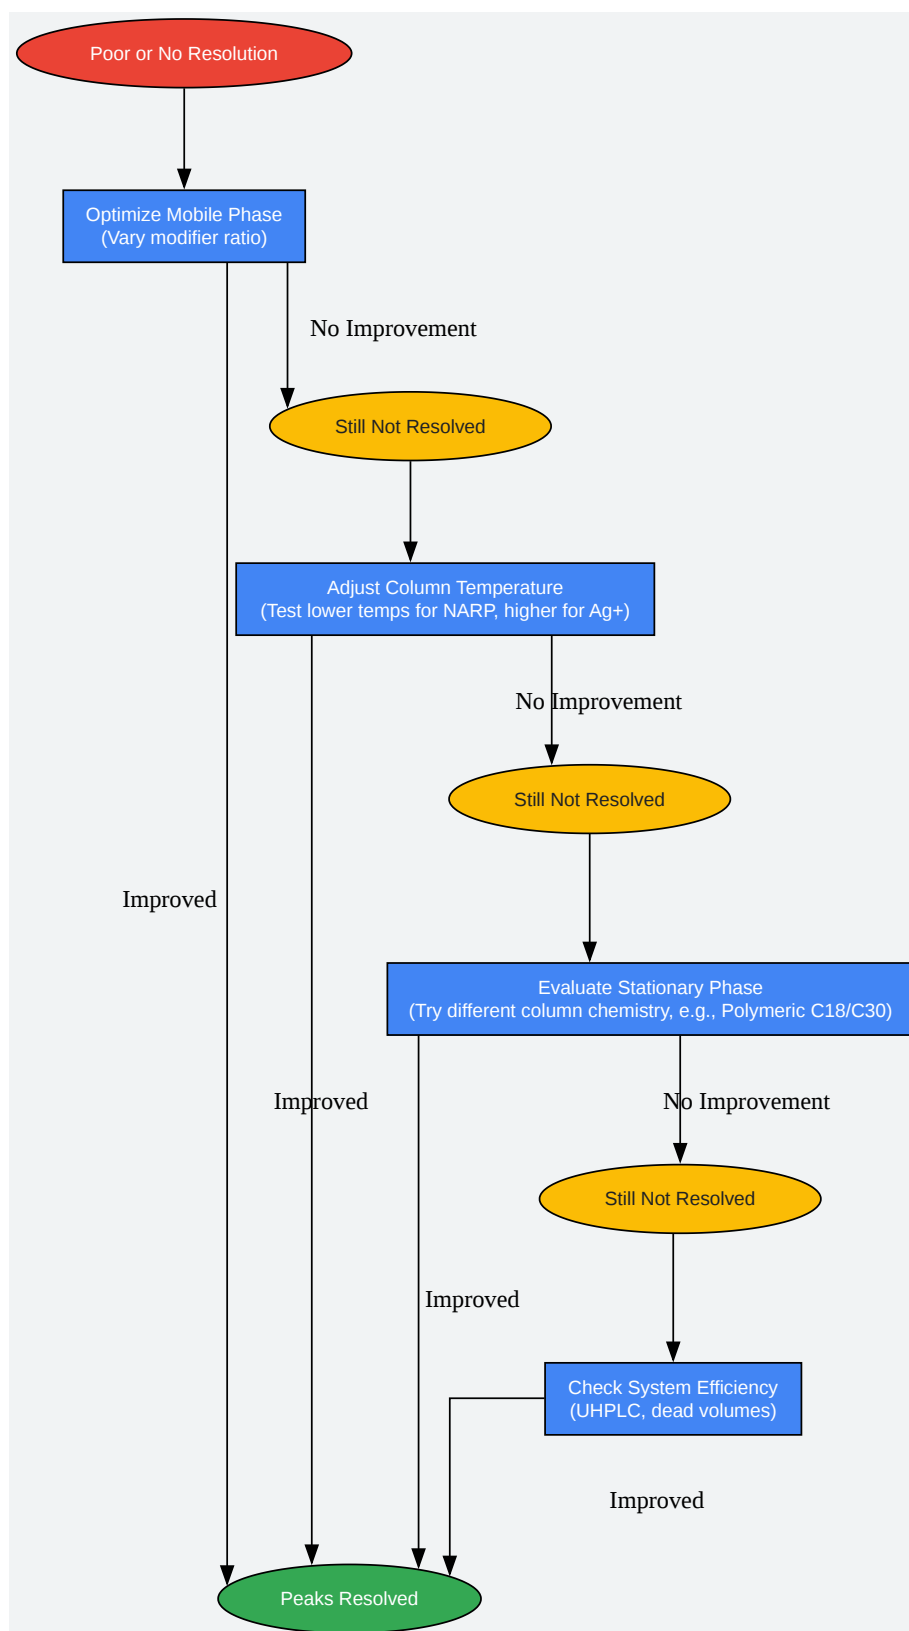 Poor or No Resolution
Optimize Mobile Phase
(Vary modifier ratio)
No Improvement
Still Not Resolved
Adjust Column Temperature
(Test lower temps for NARP, higher for Ag+)
No Improvement
Still Not Resolved
Improved
Evaluate Stationary Phase
(Try different column chemistry, e.g., Polymeric C18/C30)
Improved
No Improvement
Still Not Resolved
Improved
Check System Efficiency
(UHPLC, dead volumes)
Improved
Peaks Resolved